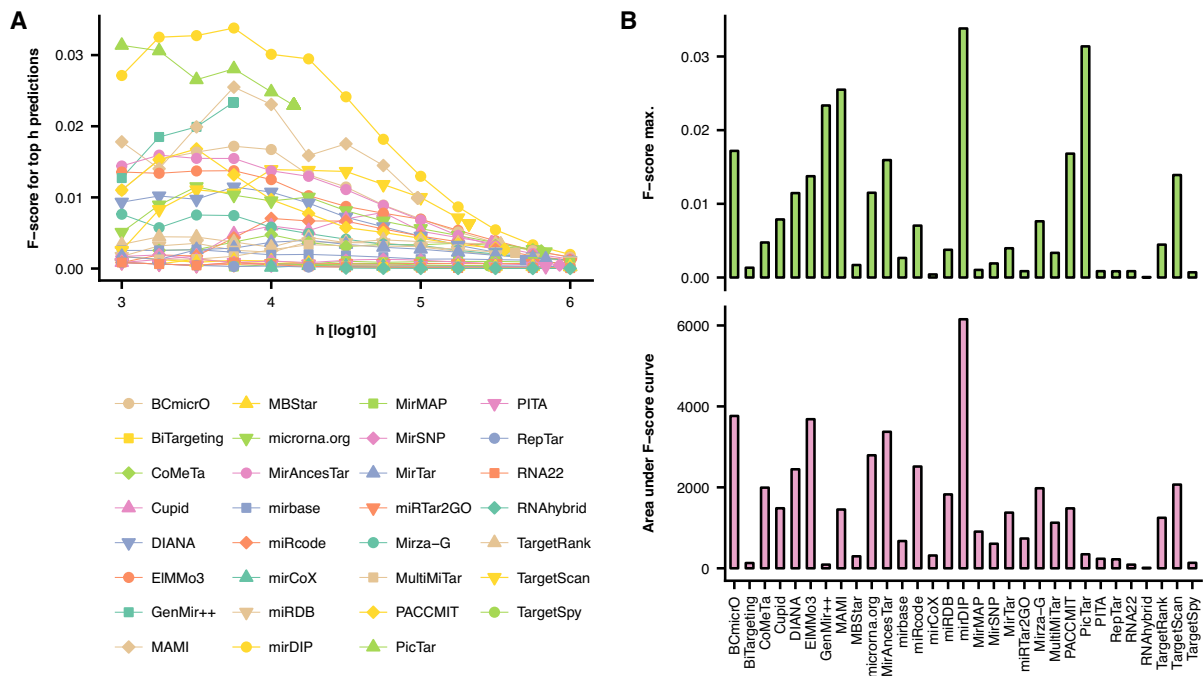 A
F-score for top h predictions
0.03
0.02
0.01
0.00
3
4
5
6
h [log10]
BCmicrO
BiTargeting
CoMeTa
Cupid
DIANA
ElMMo3
GenMir++
MAMI
MBStar
microrna.org
MirAncesTar
mirbase
miRcode
mirCoX
miRDB
mirDIP
MirMAP
MirSNP
MirTar
miRTar2GO
Mirza-G
MultiMiTar
PACCMIT
PicTar
PITA
RepTar
RNA22
RNAhybrid
TargetRank
TargetScan
TargetSpy
B
F-score max.
0.03
0.02
0.01
0.00
Area under F-score curve
6000
4000
2000
0
BCmicrO
BiTargeting
CoMeTa
Cupid
DIANA
ElMMo3
GenMir++
MAMI
MBStar
microrna.org
MirAncesTar
mirbase
miRcode
mirCoX
miRDB
mirDIP
MirMAP
MirSNP
MirTar
miRTar2GO
Mirza-G
MultiMiTar
PACCMIT
PicTar
PITA
RepTar
RNA22
RNAhybrid
TargetRank
TargetScan
TargetSpy